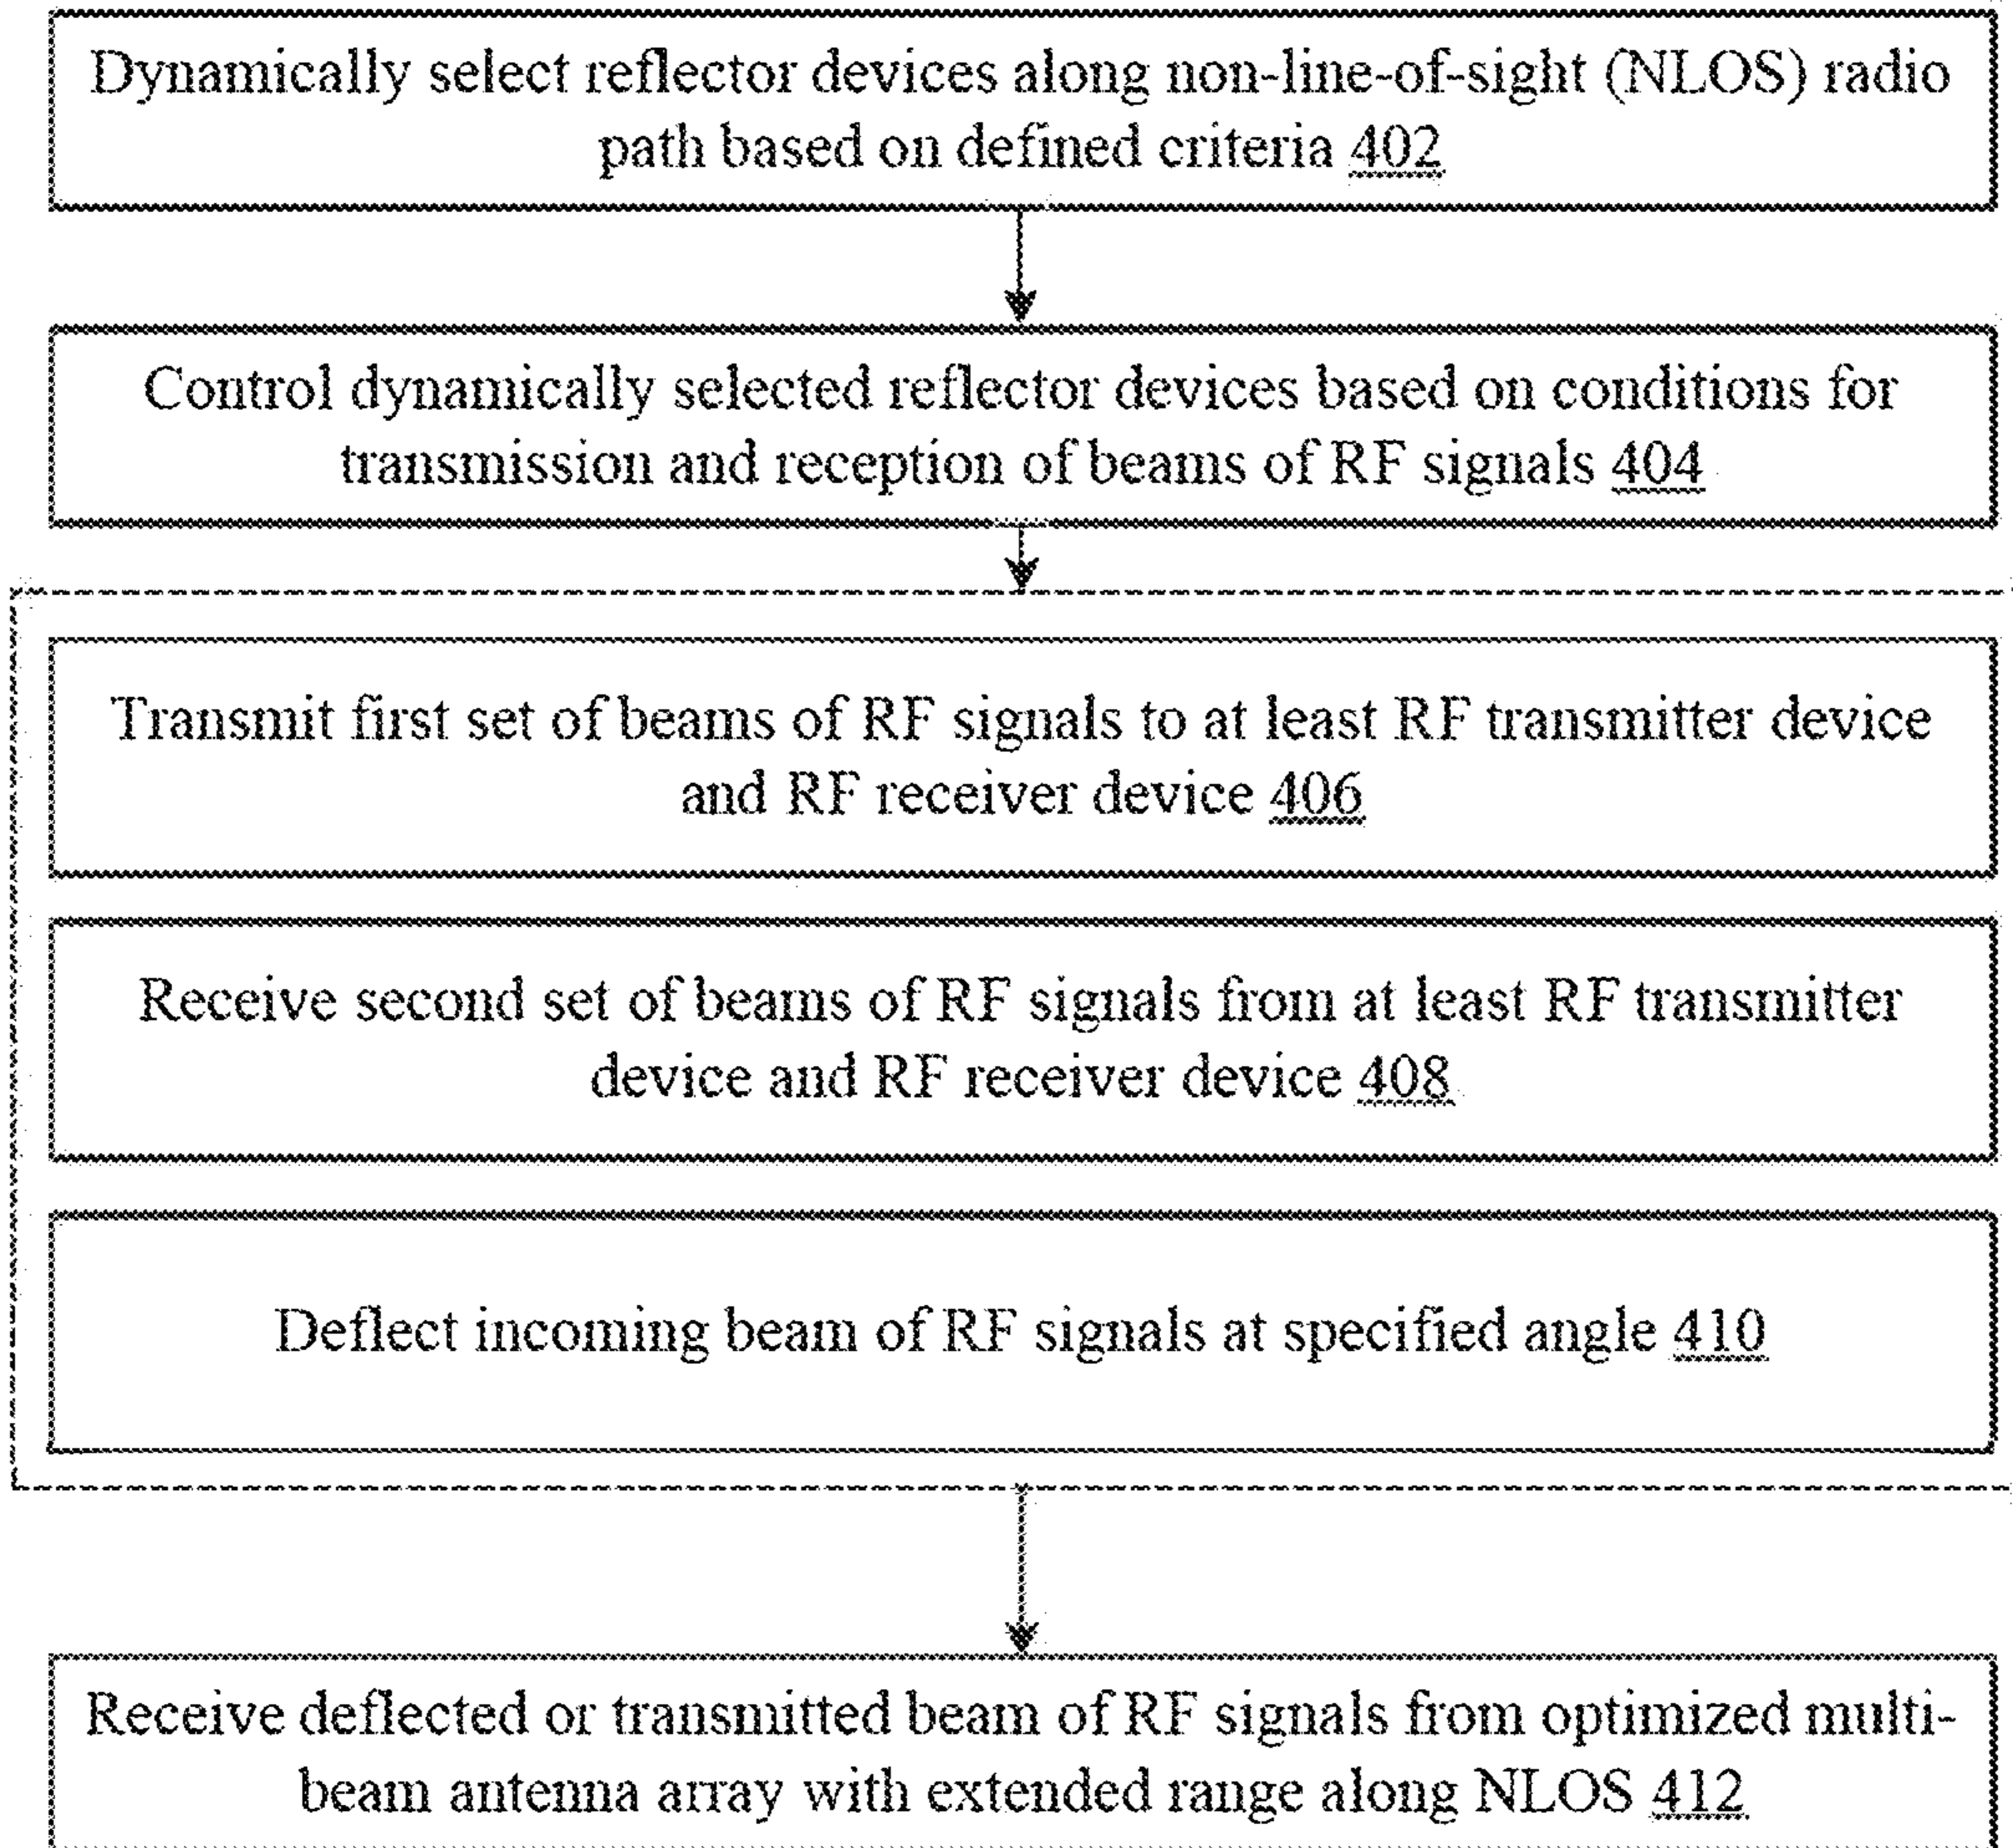 Dynamically select reflector devices along non-line-of-sight (NLOS) radio
path based on defined criteria 402
Control dynamically selected reflector devices based on conditions for
transmission and reception of beams of RF signals 404
Transmit first set of beams of RF signals to at least RF transmitter device
and RF receiver device 406
Receive second set of beams of RF signals from at least RF transmitter
device and RF receiver device 408
Deflect incoming beam of RF signals at specified angle 410
Receive deflected or transmitted beam of RF signals from optimized multi-
beam antenna array with extended range along NLOS 412